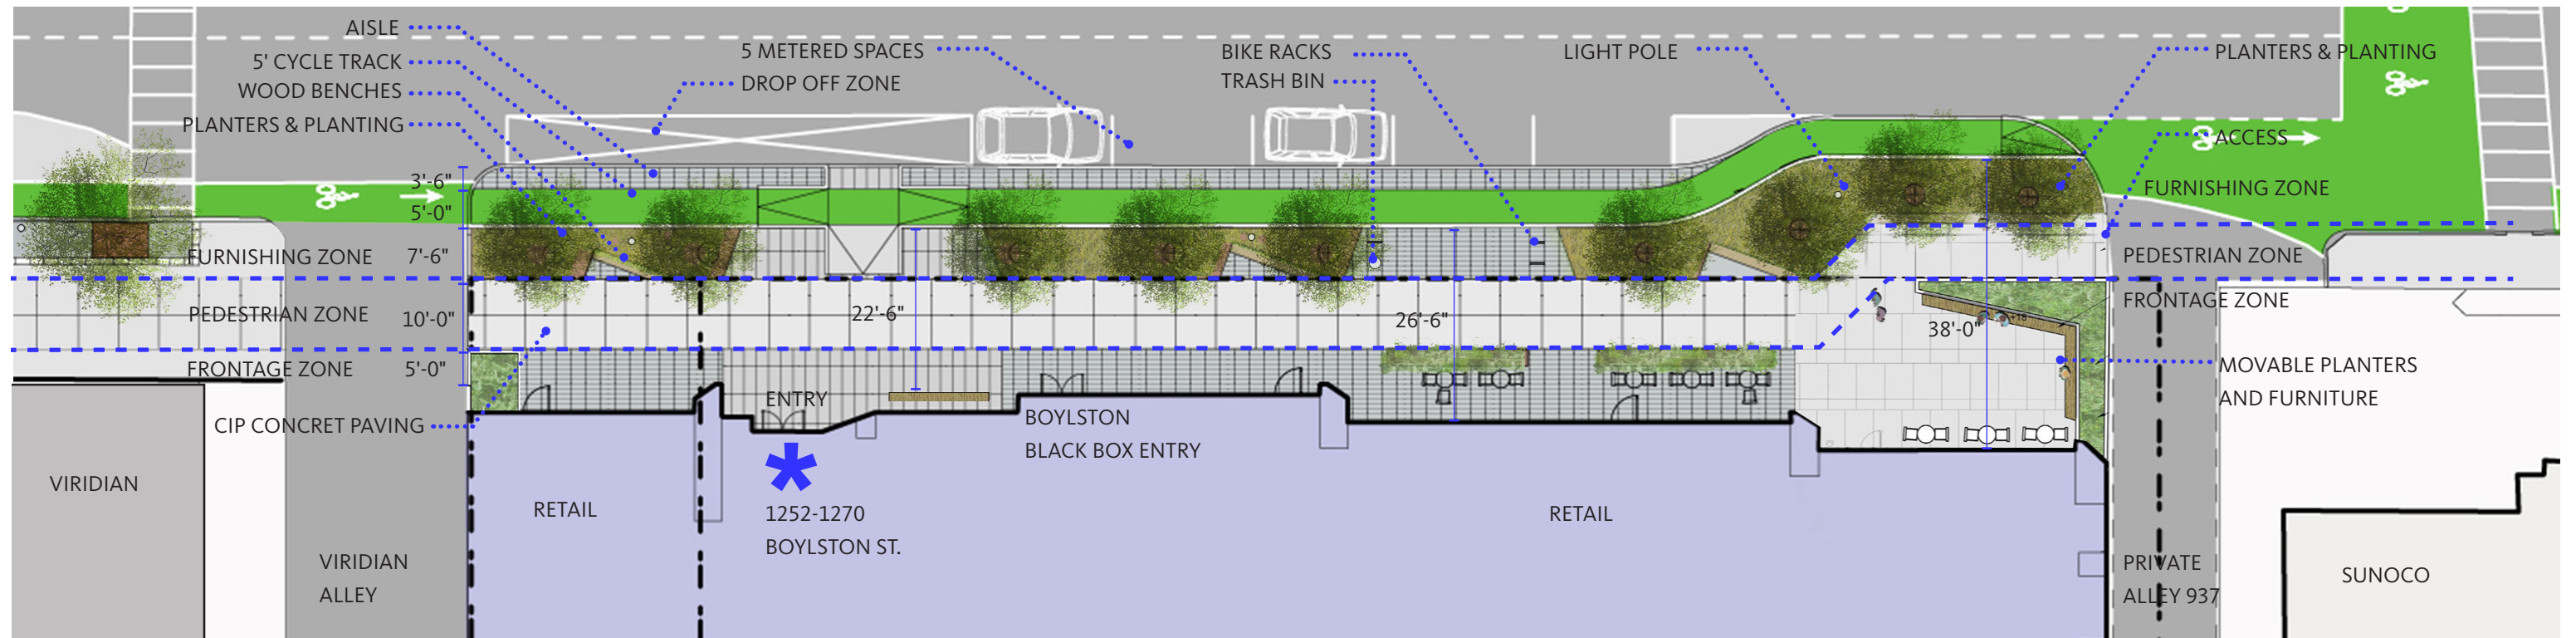 AISLE
5' CYCLE TRACK
WOOD BENCHES
PLANTERS & PLANTING
5 METERED SPACES
DROP OFF ZONE
BIKE RACKS
TRASH BIN
LIGHT POLE
PLANTERS & PLANTING
ACCESS
FURNISHING ZONE
PEDESTRIAN ZONE
FRONTAGE ZONE
MOVABLE PLANTERS
AND FURNITURE
3'-6"
5'-0"
7'-6"
10'-0"
5'-0"
FURNISHING ZONE
PEDESTRIAN ZONE
FRONTAGE ZONE
CIP CONCRET PAVING
22'-6"
26'-6"
38'-0"
+18"
ENTRY
BOYLSTON
BLACK BOX ENTRY
1252-1270
BOYLSTON ST.
VIRIDIAN
VIRIDIAN
ALLEY
RETAIL
RETAIL
PRIVATE
ALLEY 937
SUNOCO